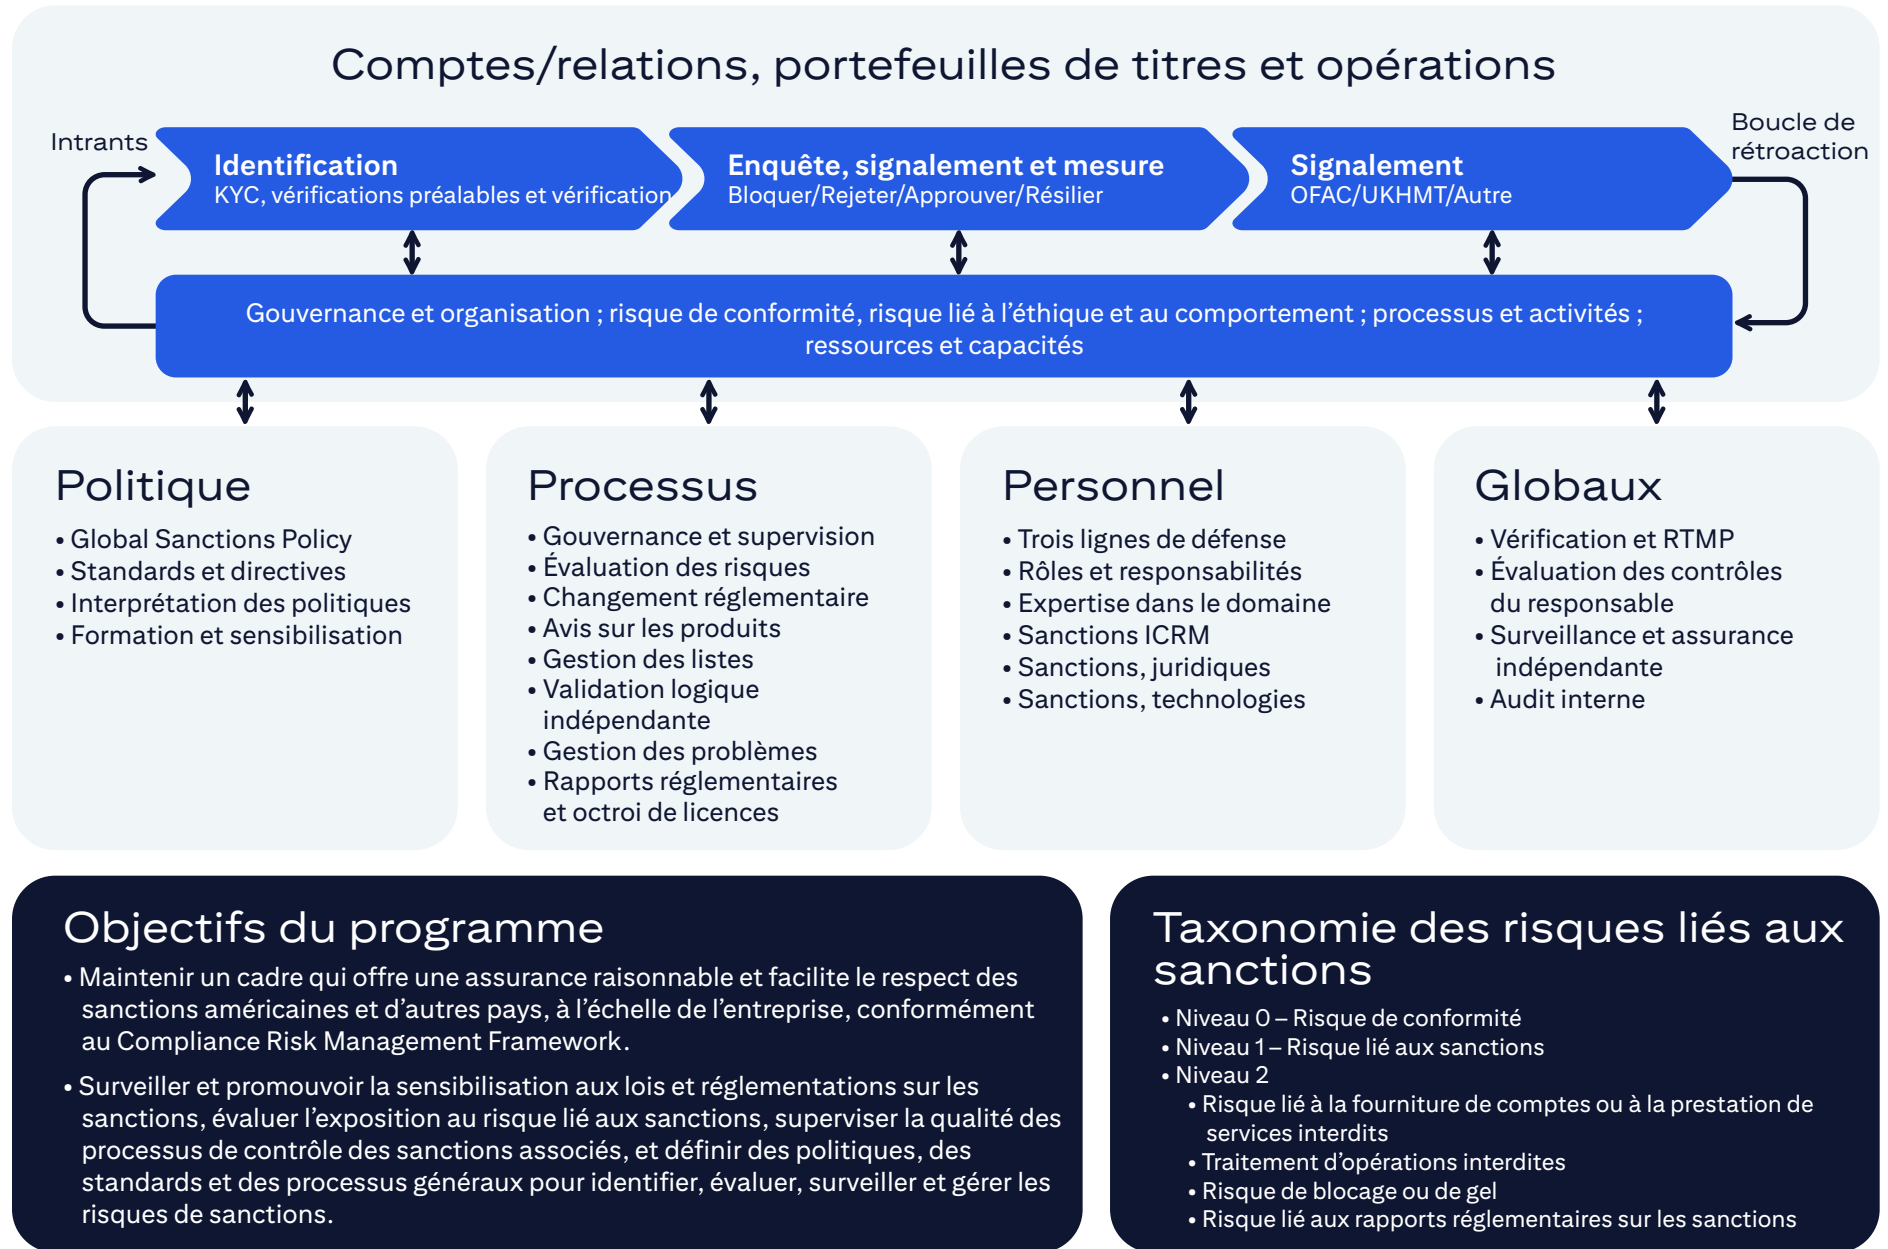 Comptes/relations, portefeuilles de titres et opérations
Intrants
Boucle de
rétroaction
Identification
KYC, vérifications préalables et vérification
Enquête, signalement et mesure
Bloquer/Rejeter/Approuver/Résilier
Signalement
OFAC/UKHMT/Autre
Gouvernance et organisation ; risque de conformité, risque lié à l’éthique et au comportement ; processus et activités ;
ressources et capacités
Politique
• Global Sanctions Policy
• Standards et directives
• Interprétation des politiques
• Formation et sensibilisation
Processus
• Gouvernance et supervision
• Évaluation des risques
• Changement réglementaire
• Avis sur les produits
• Gestion des listes
• Validation logique
indépendante
• Gestion des problèmes
• Rapports réglementaires
et octroi de licences
Personnel
• Trois lignes de défense
• Rôles et responsabilités
• Expertise dans le domaine
• Sanctions ICRM
• Sanctions, juridiques
• Sanctions, technologies
Globaux
• Vérification et RTMP
• Évaluation des contrôles
du responsable
• Surveillance et assurance
indépendante
• Audit interne
Objectifs du programme
• Maintenir un cadre qui offre une assurance raisonnable et facilite le respect des
sanctions américaines et d’autres pays, à l’échelle de l’entreprise, conformément
au Compliance Risk Management Framework.
• Surveiller et promouvoir la sensibilisation aux lois et réglementations sur les
sanctions, évaluer l’exposition au risque lié aux sanctions, superviser la qualité des
processus de contrôle des sanctions associés, et définir des politiques, des
standards et des processus généraux pour identifier, évaluer, surveiller et gérer les
risques de sanctions.
Taxonomie des risques liés aux
sanctions
• Niveau 0 – Risque de conformité
• Niveau 1 – Risque lié aux sanctions
• Niveau 2
• Risque lié à la fourniture de comptes ou à la prestation de
services interdits
• Traitement d’opérations interdites
• Risque de blocage ou de gel
• Risque lié aux rapports réglementaires sur les sanctions